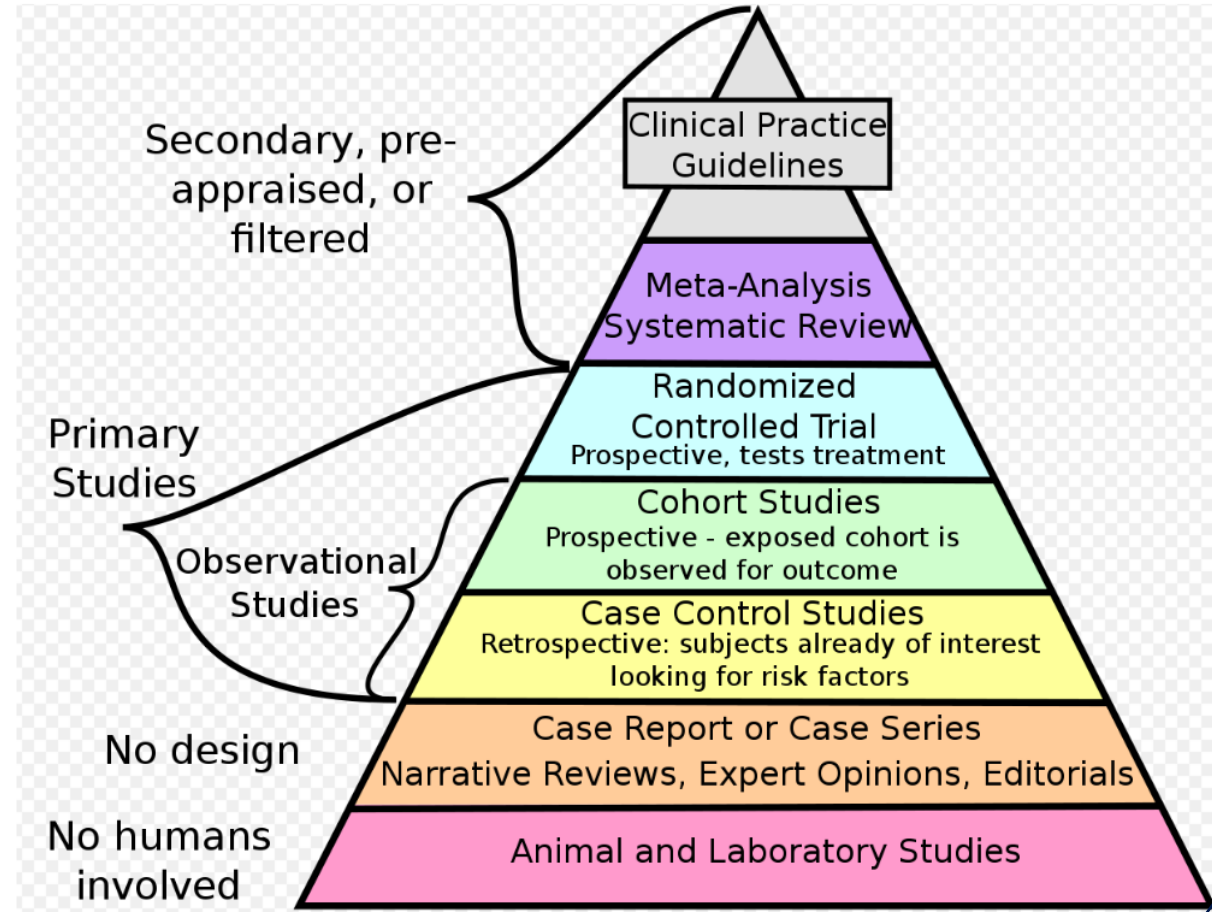 Clinical Practice
Guidelines
Secondary, pre-
appraised, or
filtered
Meta-Analysis
Systematic Review
Randomized
Controlled Trial
Prospective, tests treatment
Primary
Studies
Cohort Studies
Prospective - exposed cohort is
observed for outcome
Observational
Studies
Case Control Studies
Retrospective: subjects already of interest
looking for risk factors
No design
Case Report or Case Series
Narrative Reviews, Expert Opinions, Editorials
No humans
involved
Animal and Laboratory Studies